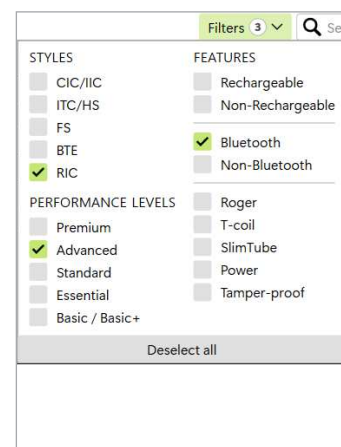 Filters 3
Se
STYLES
CIC/IIC
ITC/HS
FS
BTE
RIC
PERFORMANCE LEVELS
Premium
Advanced
Standard
Essential
Basic / Basic+
FEATURES
Rechargeable
Non-Rechargeable
Bluetooth
Non-Bluetooth
Roger
T-coil
SlimTube
Power
Tamper-proof
Deselect all